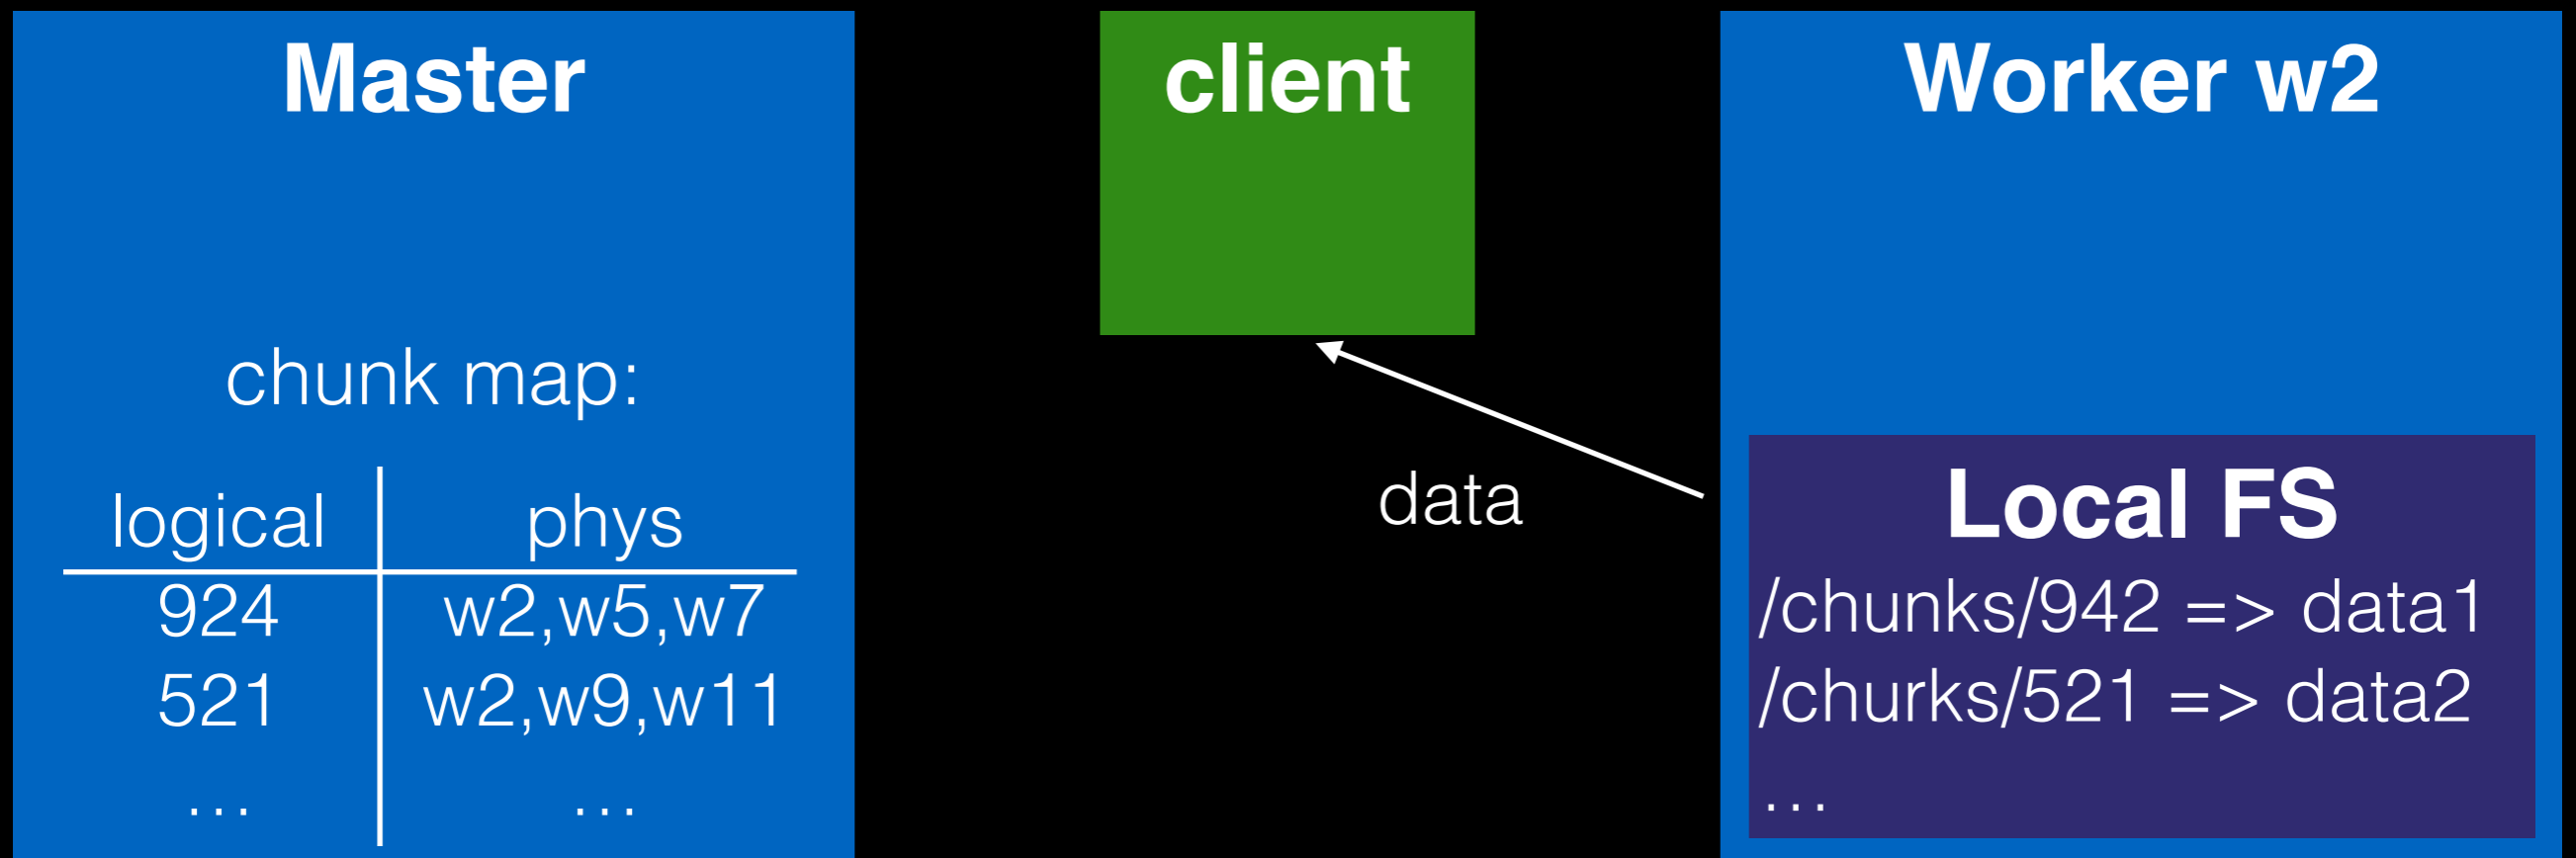 Master
chunk map:
logical phys
924 w2,w5,w7
521 w2,w9,w11
... ...
client
data
Worker w2
Local FS
/chunks/942 => data1
/churks/521 => data2
...